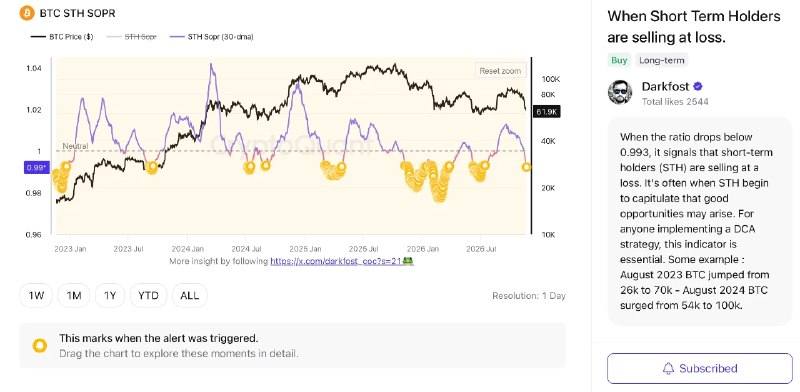 BTC STH SOPR
BTC Price ($) STH Sopr STH Sopr (30-dma)
1.04
1.02
1
0.99*
0.98
0.96
Neutral
CryptoQuant
Reset zoom
100K
80K
61.9K
40K
20K
10K
2023 Jan 2023 Jul 2024 Jan 2024 Jul 2025 Jan 2025 Jul 2026 Jan 2026 Jul
More insight by following https://x.com/darkfost_coc?s=21
1W 1M 1Y YTD ALL
Resolution: 1 Day
This marks when the alert was triggered.
Drag the chart to explore these moments in detail.
When Short Term Holders
are selling at loss.
Buy Long-term
Darkfost
Total likes 2544
When the ratio drops below
0.993, it signals that short-term
holders (STH) are selling at a
loss. It's often when STH begin
to capitulate that good
opportunities may arise. For
anyone implementing a DCA
strategy, this indicator is
essential. Some example :
August 2023 BTC jumped from
26k to 70k - August 2024 BTC
surged from 54k to 100k.
Subscribed